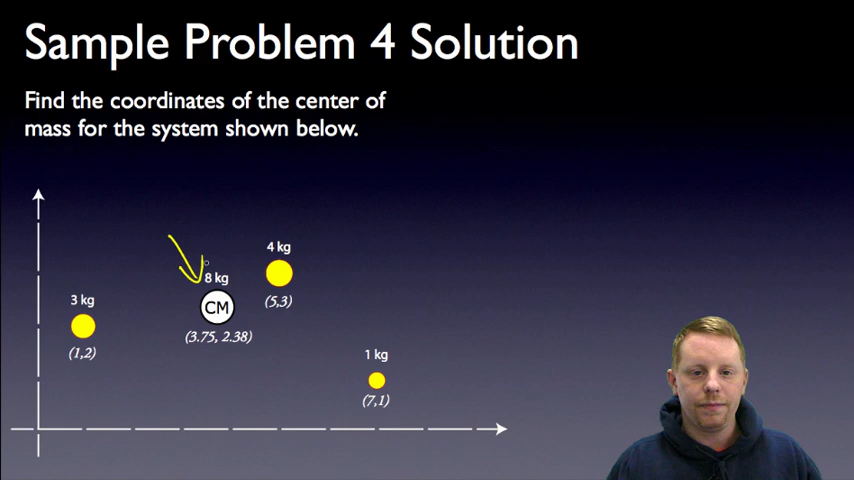 Sample Problem 4 Solution
Find the coordinates of the center of
mass for the system shown below.
4 kg
8 kg
3 kg
CM
(5,3)
(3.75, 2.38)
(1,2)
1 kg
(7,1)